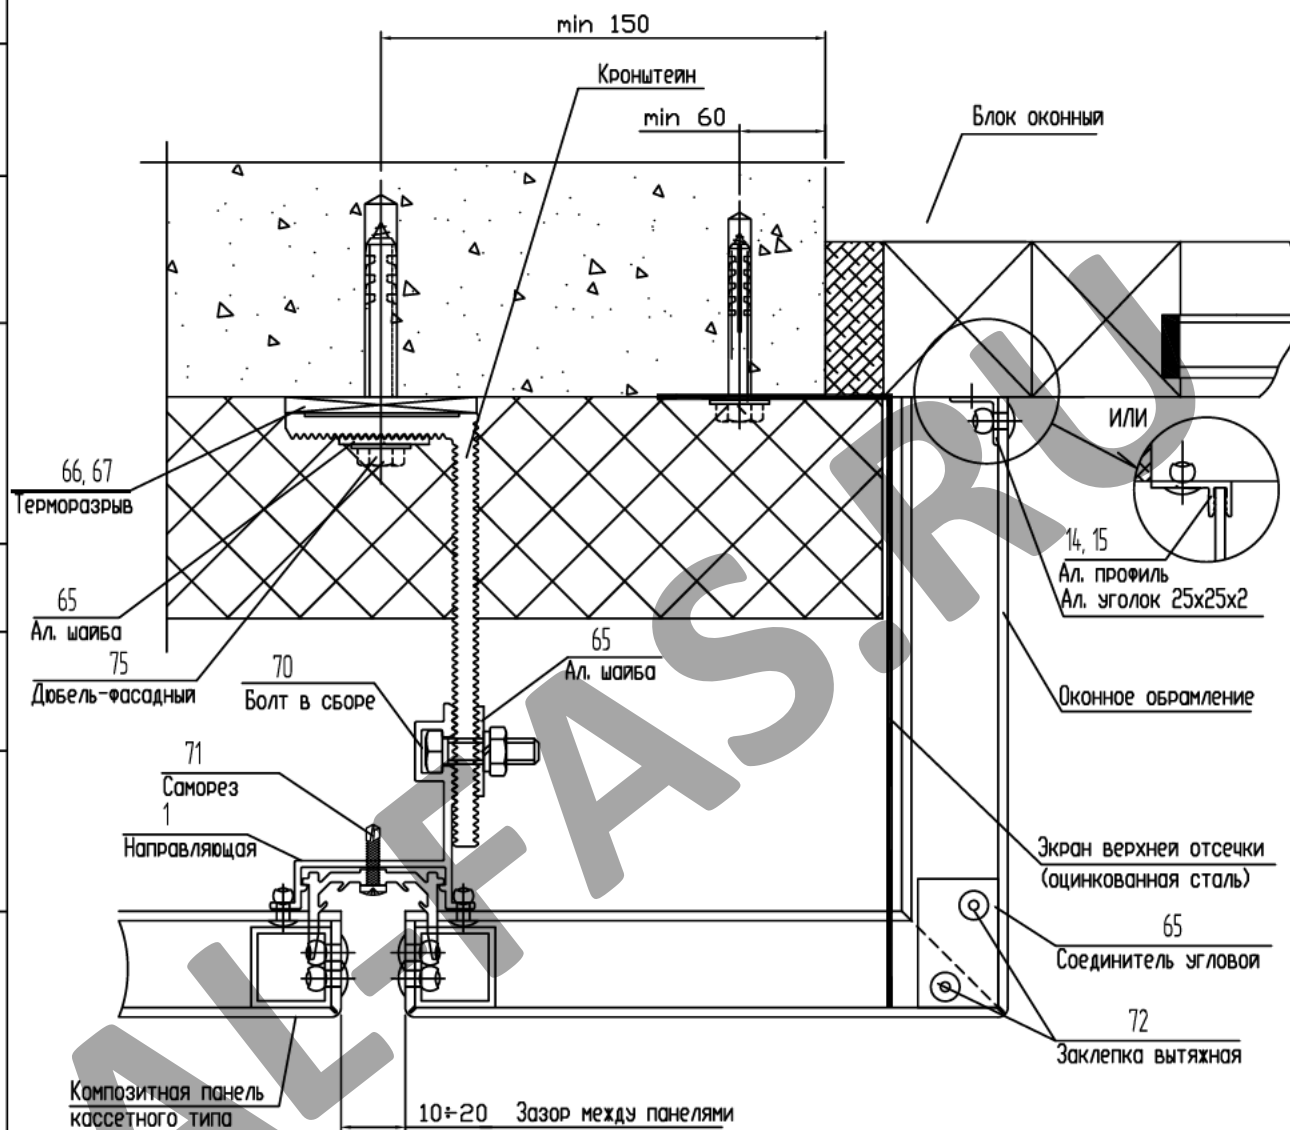 min 150
Кронштейн
min 60
Блок оконный
ИЛИ
66, 67
Терморазрыв
14, 15
Ал. профиль
Ал. уголок 25х25х2
65
Ал. шайба
65
Ал. шайба
75
Дюбель-фасадный
70
Болт в сборе
Оконное обрамление
71
Саморез
1
Направляющая
Экран верхней отсечки
(оцинкованная сталь)
65
Соединитель угловой
72
Заклепка вытяжная
Композитная панель
кассетного типа
10÷20 Зазор между панелями
AL-FAS.RU